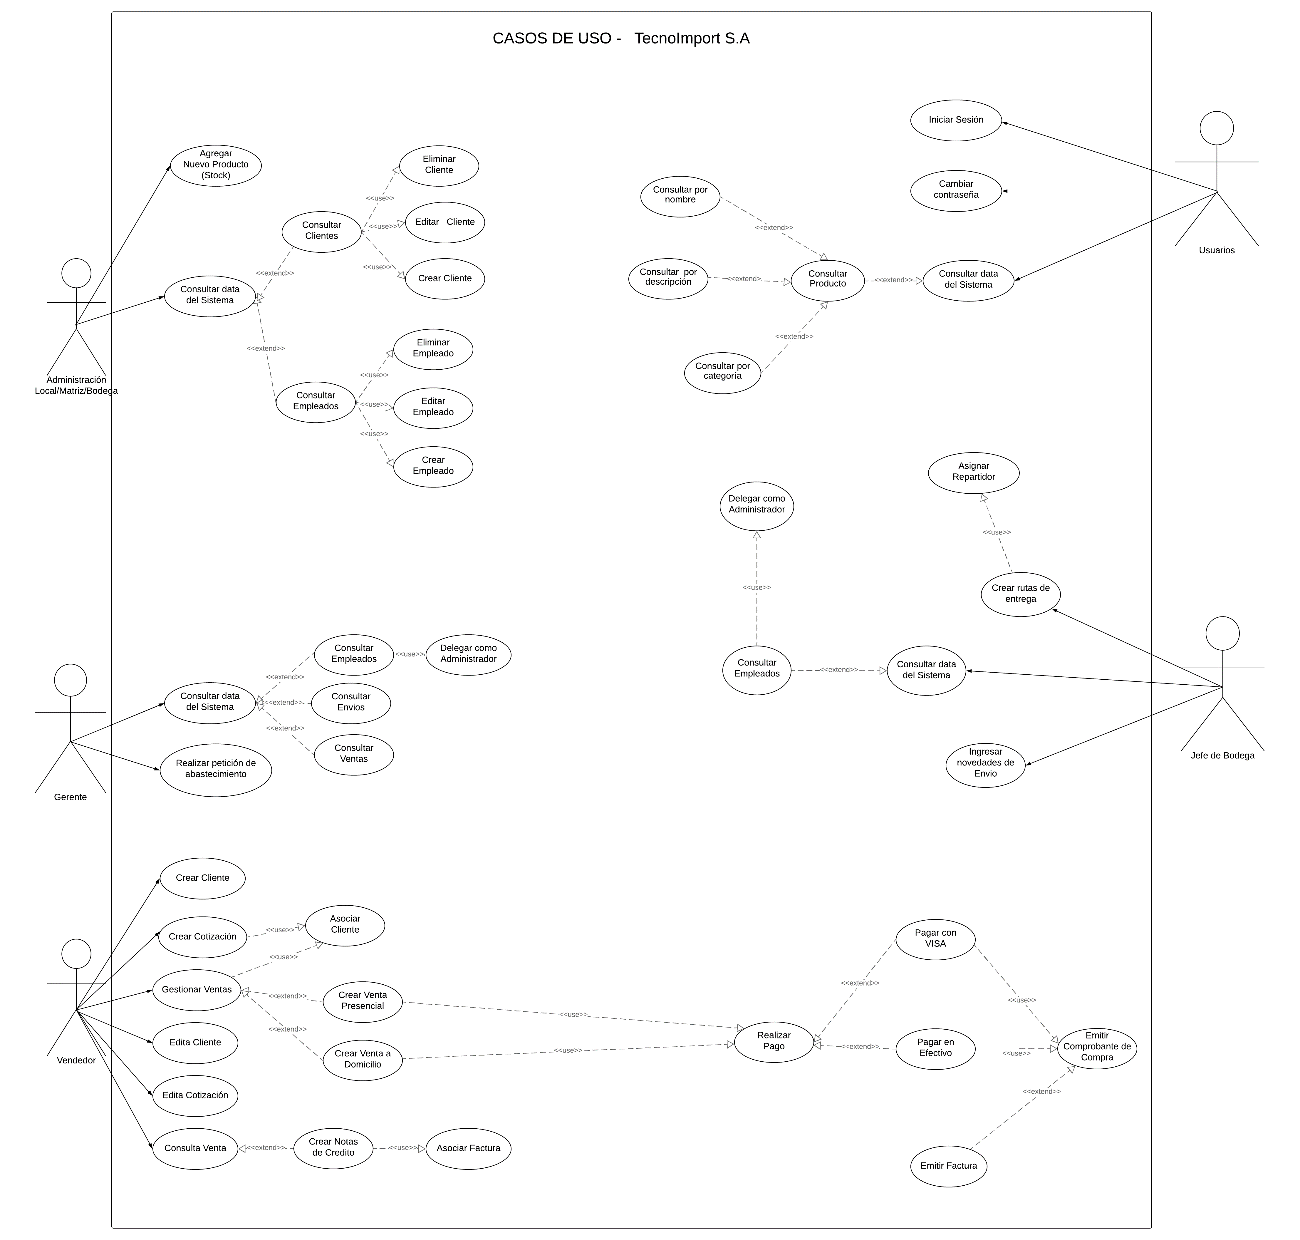 CASOS DE USO -   TecnoImport S.A
Agregar
Nuevo Producto
(Stock)
Consultar data
del Sistema
Administración
Local/Matriz/Bodega
<<extend>>
<<extend>>
Consultar
Clientes
<<use>>
<<use>>
<<use>>
Eliminar
Cliente
Editar   Cliente
Crear Cliente
Consultar
Empleados
<<use>>
<<use>>
<<use>>
Eliminar
Empleado
Editar
Empleado
Crear
Empleado
Iniciar Sesión
Cambiar
contraseña
Usuarios
Consultar por
nombre
<<extend>>
Consultar  por
descripción
<<extend>
Consultar
Producto
<<extend>>
Consultar data
del Sistema
<<extend>>
Consultar por
categoria
Asignar
Repartidor
<<use>>
Crear rutas de
entrega
Delegar como
Administrador
<<use>>
Consultar
Empleados
<<extend>>
Consultar data
del Sistema
Ingresar
novedades de
Envio
Jefe de Bodega
Consultar data
del Sistema
<<extend>>
<<extend>>
<<extend>>
Consultar
Empleados
<<use>>
Delegar como
Administrador
Consultar
Envios
Consultar
Ventas
Realizar petición de
abastecimiento
Gerente
Crear Cliente
Crear Cotización
<<use>>
Asociar
Cliente
<<use>>
Gestionar Ventas
<<extend>>
<<extend>>
Crear Venta
Presencial
<<use>>
Crear Venta a
Domicilio
<<use>>
Edita Cliente
Vendedor
Edita Cotización
Consulta Venta
<<extend>>
Crear Notas
de Credito
<<use>>
Asociar Factura
Realizar
Pago
<<extend>>
<<extend>>
Pagar con
VISA
<<use>>
Pagar en
Efectivo
<<use>>
Emitir
Comprobante de
Compra
<<extend>>
Emitir Factura